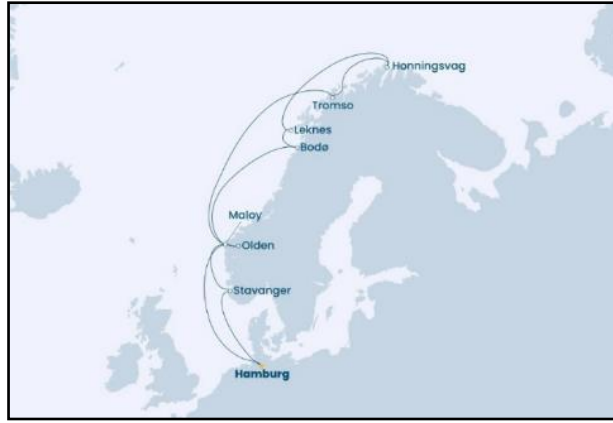 Honningsvag
Tromso
Leknes
Bodø
Maloy
Olden
Stavanger
Hamburg